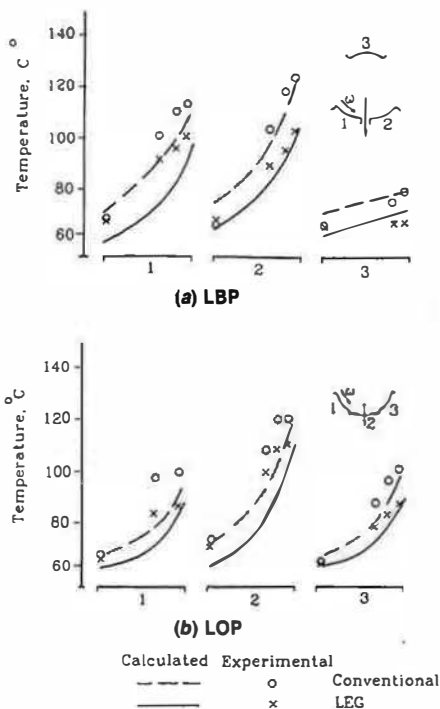 Temperature, C°
140
120
100
80
60
3
ω
1
2
1
2
3
(a) LBP
Temperature, °C
140
120
100
80
60
ω
1
2
3
1
2
3
(b) LOP
Calculated Experimental
Conventional
LEG